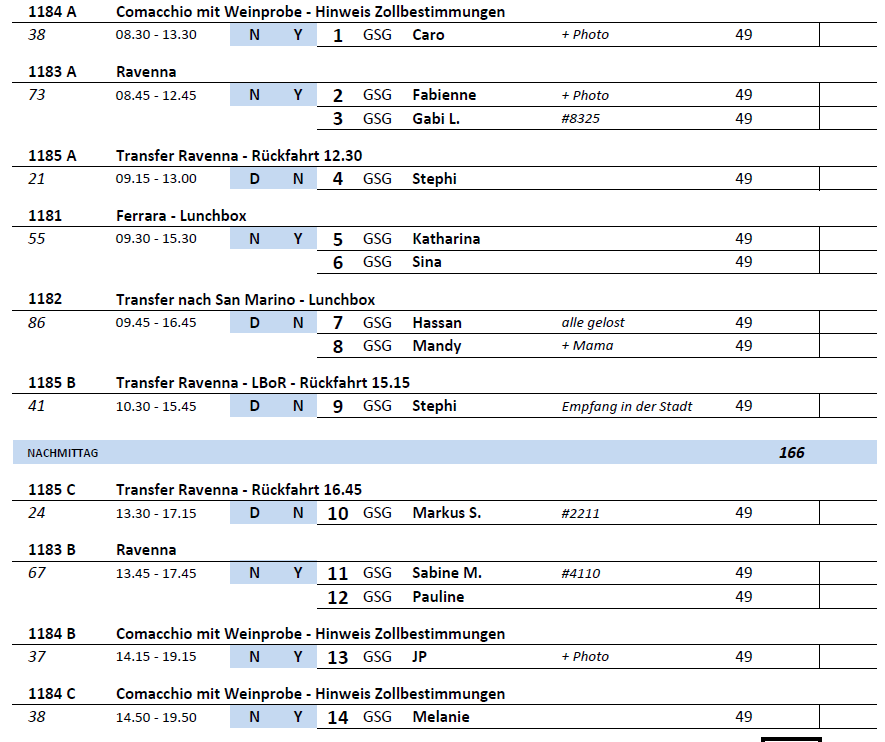 1184 A Comacchio mit Weinprobe - Hinweis Zollbestimmungen
38 08.30 - 13.30 N Y 1 GSG Caro + Photo 49
1183 A Ravenna
73 08.45 - 12.45 N Y 2 GSG Fabienne + Photo 49
3 GSG Gabi L. #8325 49
1185 A Transfer Ravenna - Rückfahrt 12.30
21 09.15 - 13.00 D N 4 GSG Stephi 49
1181 Ferrara - Lunchbox
55 09.30 - 15.30 N Y 5 GSG Katharina 49
6 GSG Sina 49
1182 Transfer nach San Marino - Lunchbox
86 09.45 - 16.45 D N 7 GSG Hassan alle gelost 49
8 GSG Mandy + Mama 49
1185 B Transfer Ravenna - LBoR - Rückfahrt 15.15
41 10.30 - 15.45 D N 9 GSG Stephi Empfang in der Stadt 49
NACHMITTAG 166
1185 C Transfer Ravenna - Rückfahrt 16.45
24 13.30 - 17.15 D N 10 GSG Markus S. #2211 49
1183 B Ravenna
67 13.45 - 17.45 N Y 11 GSG Sabine M. #4110 49
12 GSG Pauline 49
1184 B Comacchio mit Weinprobe - Hinweis Zollbestimmungen
37 14.15 - 19.15 N Y 13 GSG JP + Photo 49
1184 C Comacchio mit Weinprobe - Hinweis Zollbestimmungen
38 14.50 - 19.50 N Y 14 GSG Melanie 49